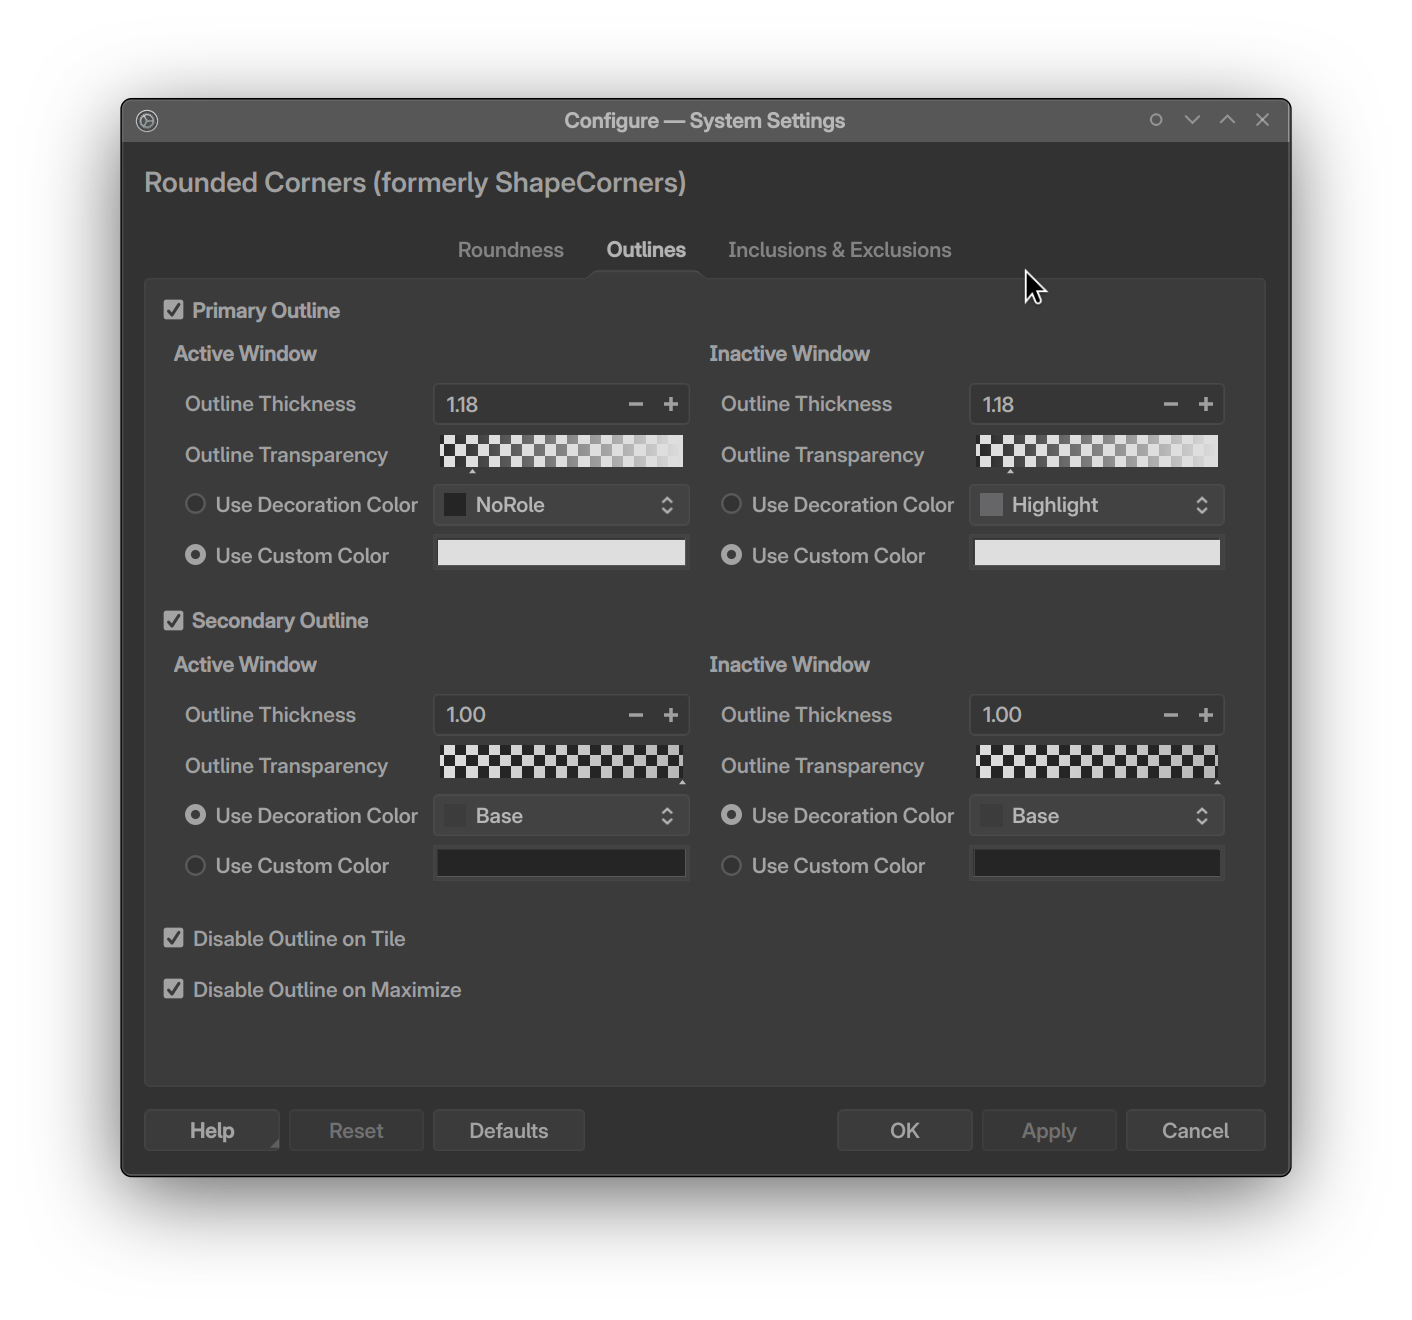 Configure — System Settings
Rounded Corners (formerly ShapeCorners)
Roundness Outlines Inclusions & Exclusions
Primary Outline
Active Window Inactive Window
Outline Thickness 1.18 Outline Thickness 1.18
Outline Transparency Outline Transparency
Use Decoration Color NoRole Use Decoration Color Highlight
Use Custom Color Use Custom Color
Secondary Outline
Active Window Inactive Window
Outline Thickness 1.00 Outline Thickness 1.00
Outline Transparency Outline Transparency
Use Decoration Color Base Use Decoration Color Base
Use Custom Color Use Custom Color
Disable Outline on Tile
Disable Outline on Maximize
Help Reset Defaults OK Apply Cancel